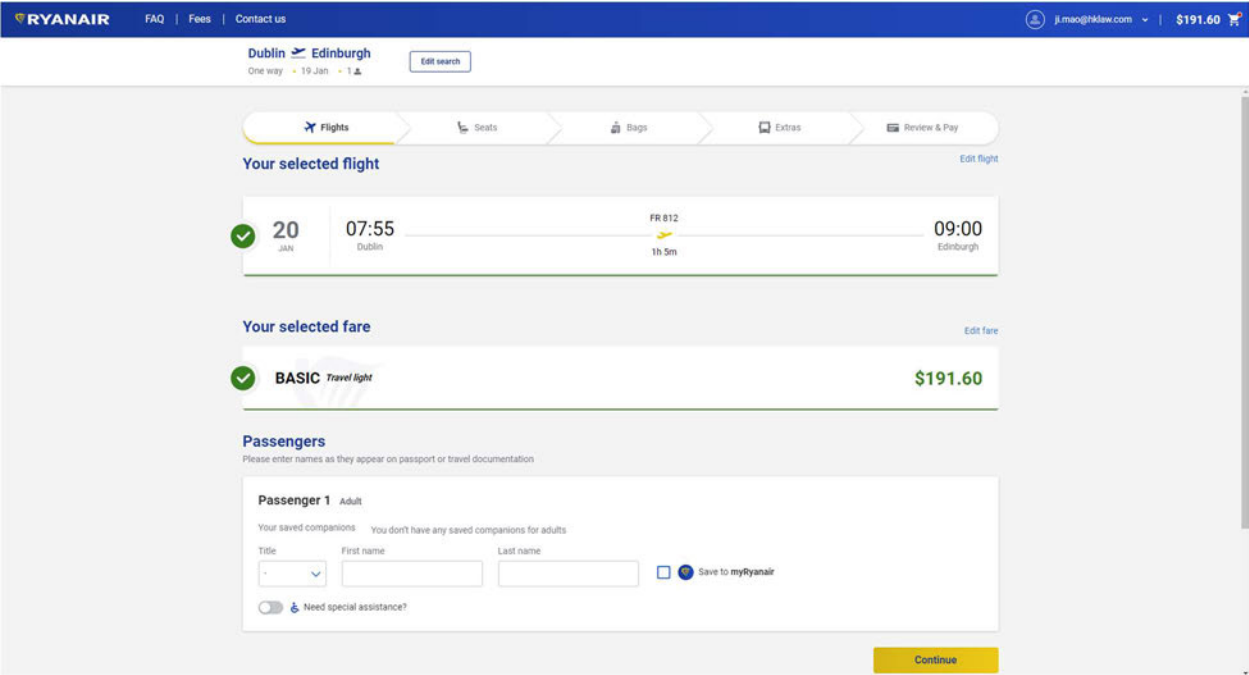 RYANAIR FAQ | Fees | Contact us ji.mao@hklaw.com | $191.60
Dublin Edinburgh
One way • 19 Jan • 1
Edit search
Flights Seats Bags Extras Review & Pay
Your selected flight Edit flight
20 JAN
07:55 Dublin
FR 812
1h 5m
09:00 Edinburgh
Your selected fare Edit fare
BASIC Travel light $191.60
Passengers
Please enter names as they appear on passport or travel documentation
Passenger 1 Adult
Your saved companions You don't have any saved companions for adults
Title First name Last name
- Save to myRyanair
Need special assistance?
Continue